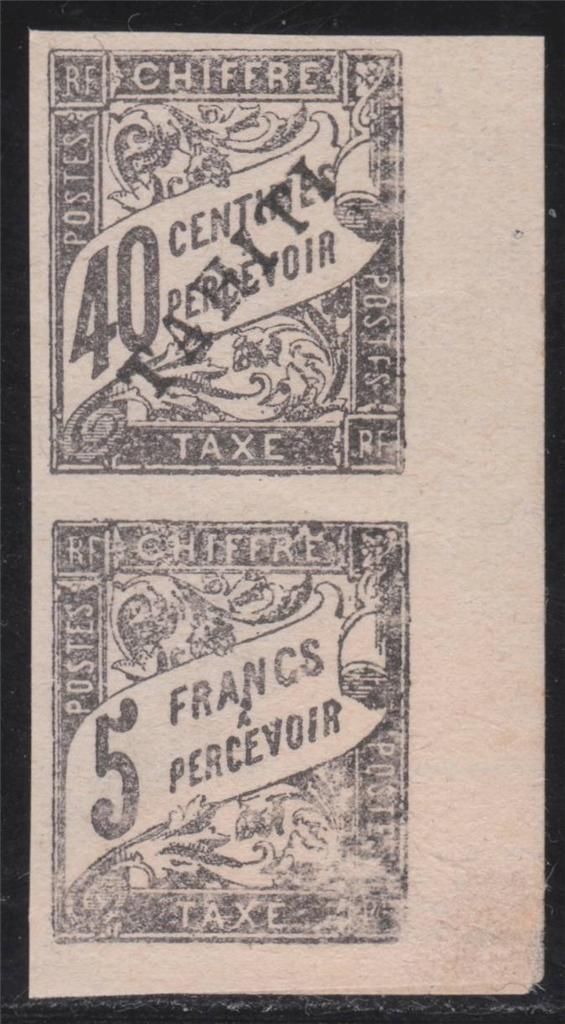 RF CHIFFRE
POSTES
40 CENTIMES
À
PERCEVOIR
TAHITI
POSTES
TAXE RF
RF CHIFFRE
POSTES
5 FRANCS
À
PERCEVOIR
POSTES
TAXE